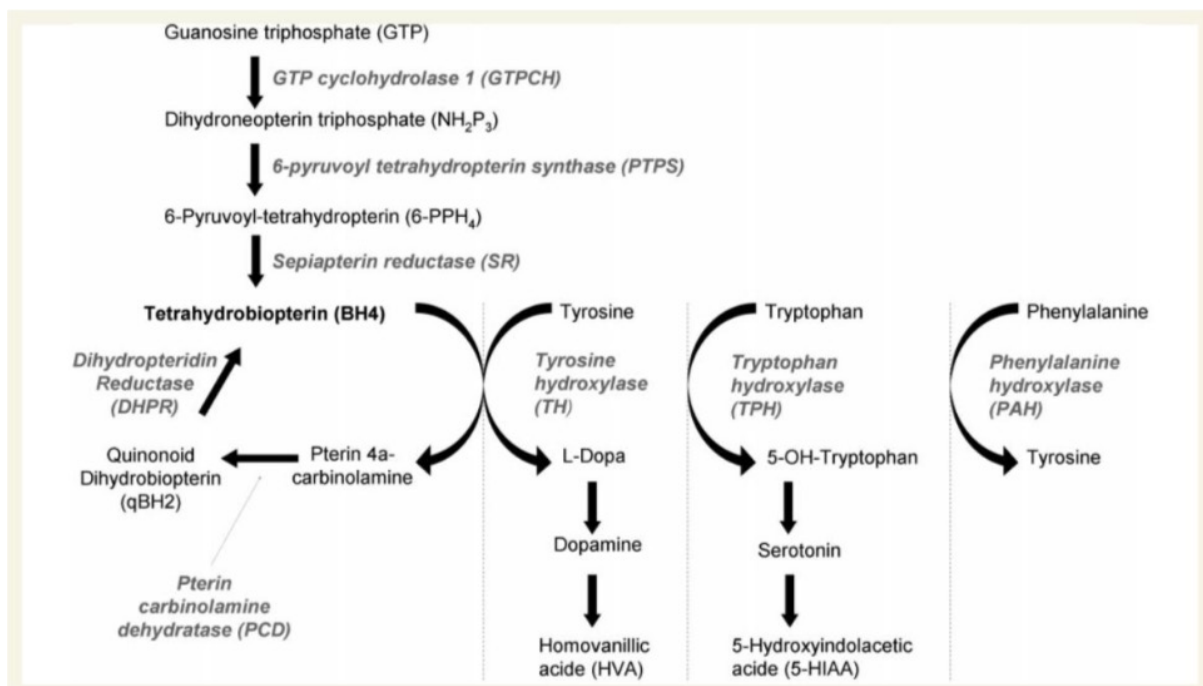 Guanosine triphosphate (GTP)
GTP cyclohydrolase 1 (GTPCH)
Dihydroneopterin triphosphate (NH₂P₃)
6-pyruvoyl tetrahydropterin synthase (PTPS)
6-Pyruvoyl-tetrahydropterin (6-PPH₄)
Sepiapterin reductase (SR)
Tetrahydrobiopterin (BH4)
Dihydropteridin
Reductase
(DHPR)
Quinonoid
Dihydrobiopterin
(qBH2)
Pterin 4a-
carbinolamine
Pterin
carbinolamine
dehydratase (PCD)
Tyrosine
Tyrosine
hydroxylase
(TH)
L-Dopa
Dopamine
Homovanillic
acide (HVA)
Tryptophan
Tryptophan
hydroxylase
(TPH)
5-OH-Tryptophan
Serotonin
5-Hydroxyindolacetic
acide (5-HIAA)
Phenylalanine
Phenylalanine
hydroxylase
(PAH)
Tyrosine